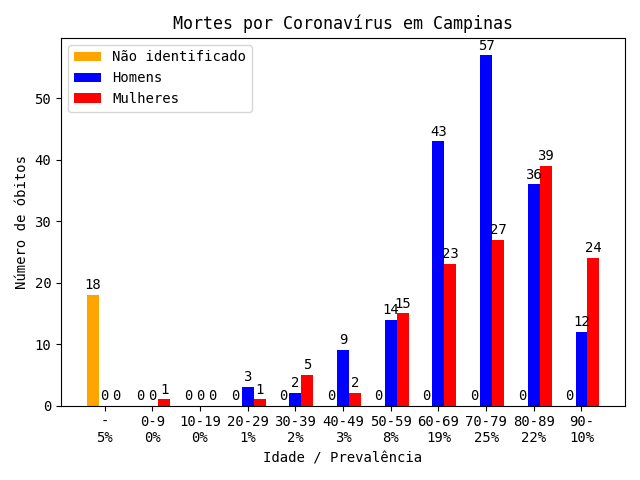 Mortes por Coronavírus em Campinas
Não identificado
Homens
Mulheres
Número de óbitos
50
40
30
20
10
0
18 0 0
0 0 1
0 0 0
0 3 1
0 2 5
0 9 2
0 14 15
0 43 23
0 57 27
0 36 39
0 12 24
- 0-9 10-19 20-29 30-39 40-49 50-59 60-69 70-79 80-89 90-
5% 0% 0% 1% 2% 3% 8% 19% 25% 22% 10%
Idade / Prevalência